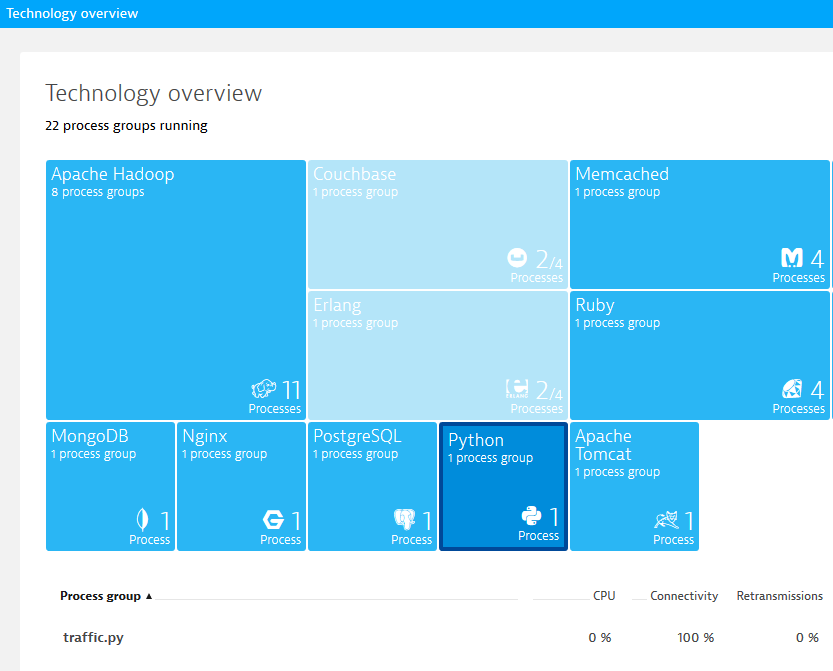 Technology overview
Technology overview
22 process groups running
Apache Hadoop
8 process groups
11
Processes
Couchbase
1 process group
2/4
Processes
Memcached
1 process group
4
Processes
Erlang
1 process group
ERLANG
2/4
Processes
Ruby
1 process group
4
Processes
MongoDB
1 process group
1
Process
Nginx
1 process group
1
Process
PostgreSQL
1 process group
1
Process
Python
1 process group
1
Process
Apache
Tomcat
1 process group
1
Process
Process group ▲ CPU Connectivity Retransmissions
traffic.py 0 % 100 % 0 %